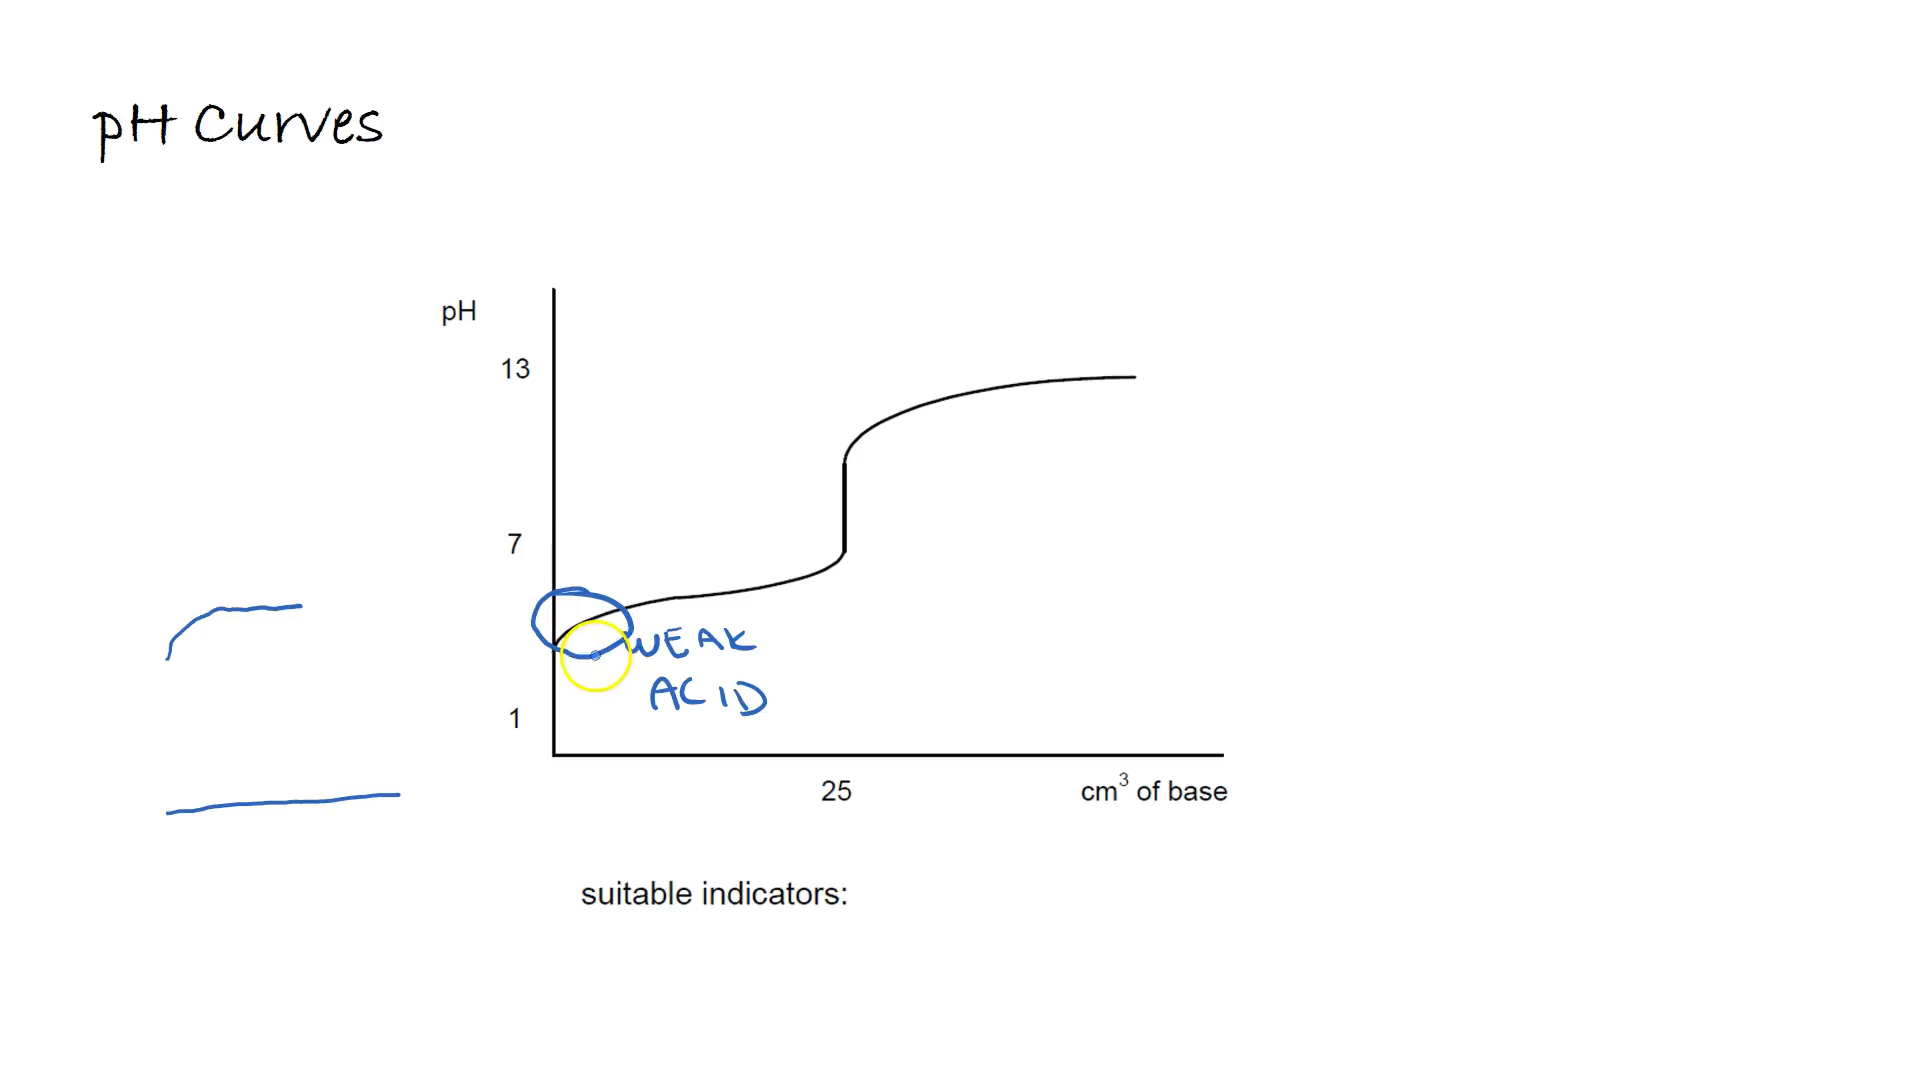 pH Curves
pH
13
7
1
WEAK
ACID
25
cm³ of base
suitable indicators: